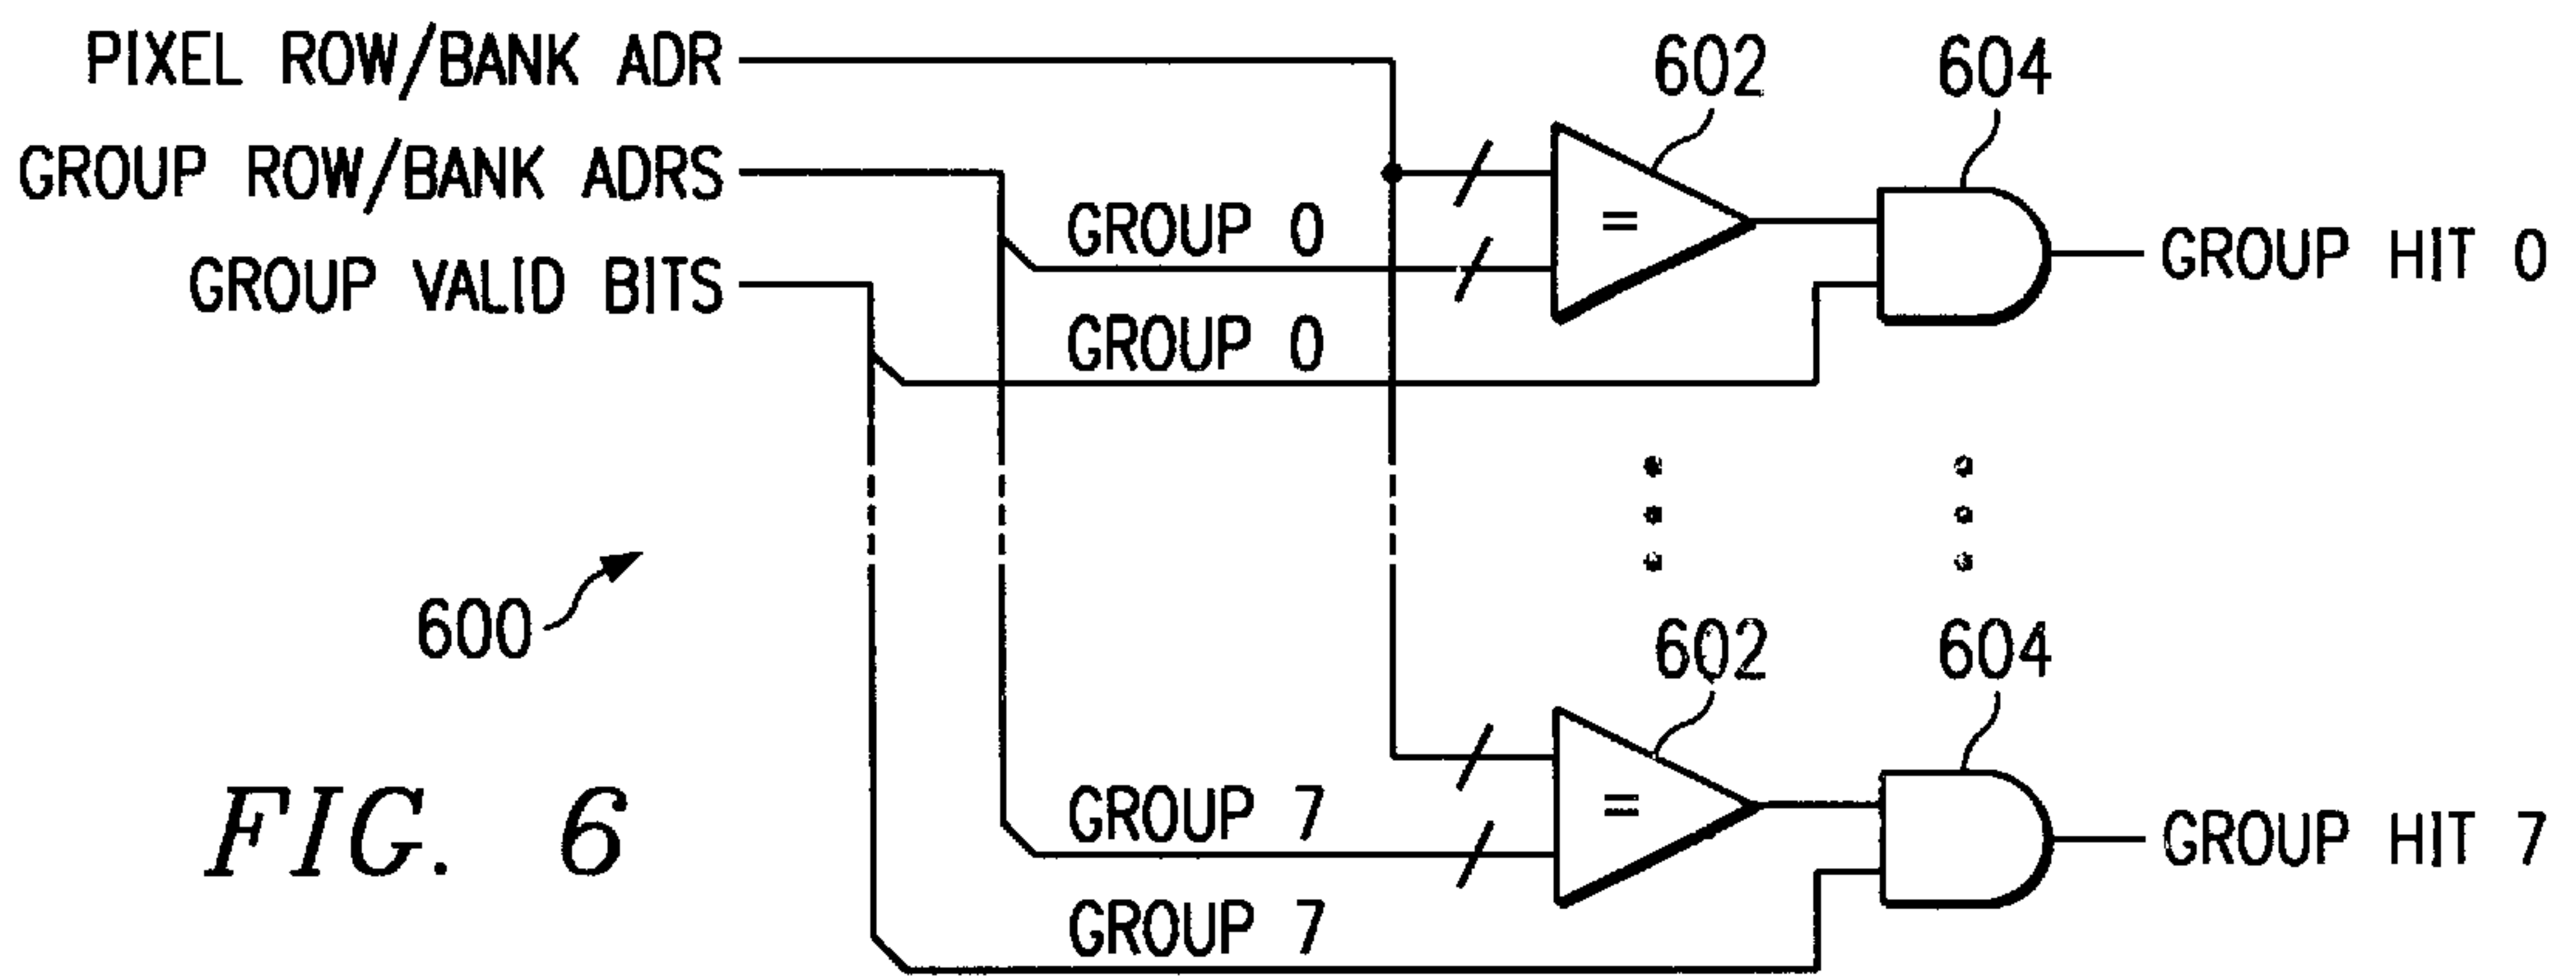 PIXEL ROW/BANK ADR
602
604
GROUP ROW/BANK ADRS
GROUP 0
=
GROUP HIT 0
GROUP VALID BITS
GROUP 0
600
602
604
GROUP 7
=
GROUP HIT 7
FIG. 6
GROUP 7